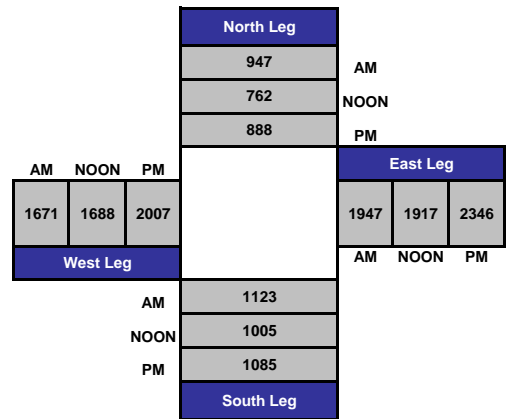 North Leg
947
AM
762
NOON
888
PM
East Leg
AM NOON PM
1671 1688 2007
1947 1917 2346
West Leg
AM NOON PM
AM
1123
NOON
1005
PM
1085
South Leg